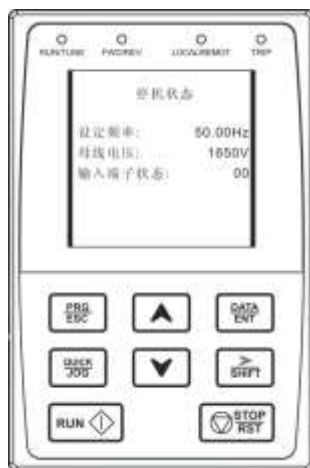 RUN/TUNE FWD/REV LOCAL/REMOT TRIP
停机状态
设定频率: 50.00Hz
母线电压: 1650V
输入端子状态: 00
PRG ESC
DATA ENT
QUICK JOG
SHIFT
RUN
STOP RST